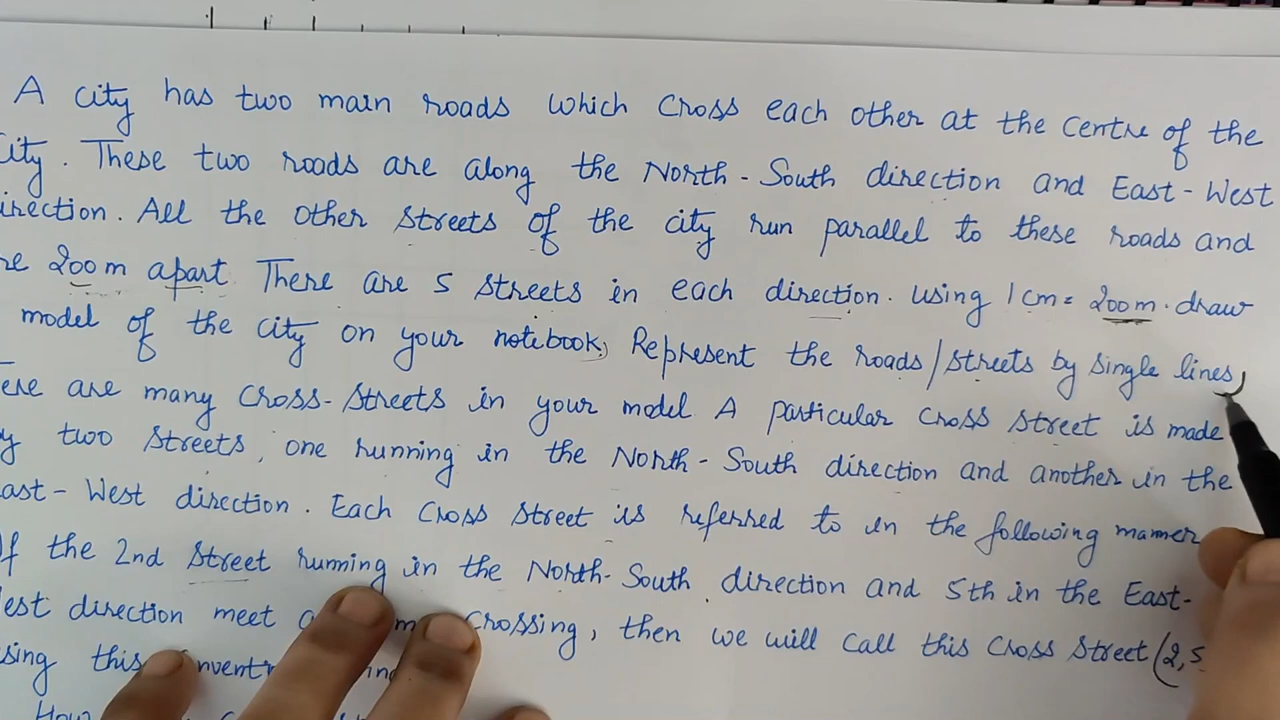 A city has two main roads which cross each other at the centre of the
city. These two roads are along the North-South direction and East-West
irection. All the other streets of the city run parallel to these roads and
re 200m apart There are 5 streets in each direction. Using 1cm = 200m. draw
model of the city on your notebook, Represent the roads/streets by single lines,
ere are many cross-streets in your model A particular cross street is made
y two streets, one running in the North-South direction and another in the
ast-West direction. Each cross street is referred to in the following manner
If the 2nd street running in the North-South direction and 5th in the East-
est direction meet crossing, then we will call this cross street (2,5
sing this
How